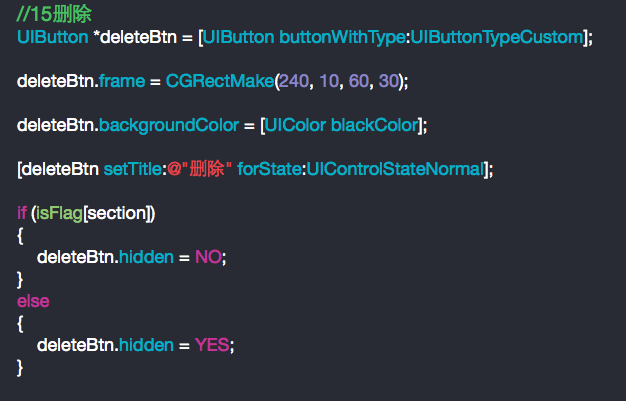 //15删除
UIButton *deleteBtn = [UIButton buttonWithType:UIButtonTypeCustom];
deleteBtn.frame = CGRectMake(240, 10, 60, 30);
deleteBtn.backgroundColor = [UIColor blackColor];
[deleteBtn setTitle:@"删除" forState:UIControlStateNormal];
if (isFlag[section])
{
deleteBtn.hidden = NO;
}
else
{
deleteBtn.hidden = YES;
}